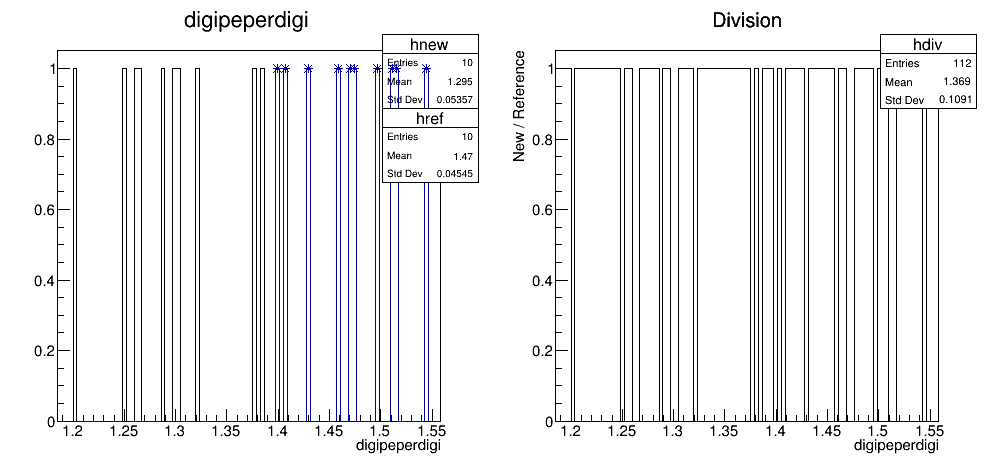 digipeperdigi
hnew
Entries 10
Mean 1.295
Std Dev 0.05357
href
Entries 10
Mean 1.47
Std Dev 0.04545
1
0.8
0.6
0.4
0.2
0
1.2 1.25 1.3 1.35 1.4 1.45 1.5 1.55
digipeperdigi
Division
hdiv
Entries 112
Mean 1.369
Std Dev 0.1091
New / Reference
1
0.8
0.6
0.4
0.2
0
1.2 1.25 1.3 1.35 1.4 1.45 1.5 1.55
digipeperdigi